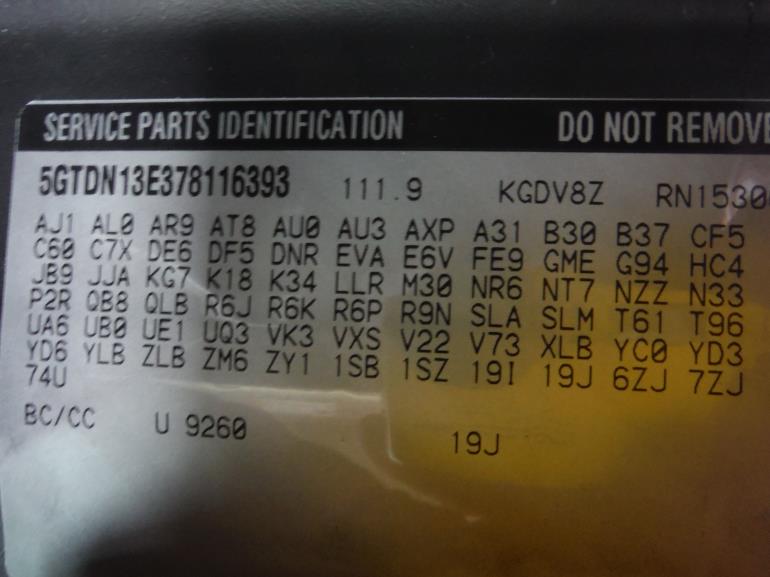 SERVICE PARTS IDENTIFICATION DO NOT REMOVE
5GTDN13E378116393 111.9 KGDV8Z RN1530
AJ1 AL0 AR9 AT8 AU0 AU3 AXP A31 B30 B37 CF5
C60 C7X DE6 DF5 DNR EVA E6V FE9 GME G94 HC4
JB9 JJA KG7 K18 K34 LLR M30 NR6 NT7 NZZ N33
P2R QB8 QLB R6J R6K R6P R9N SLA SLM T61 T96
UA6 UB0 UE1 UQ3 VK3 VXS V22 V73 XLB YC0 YD3
YD6 YLB ZLB ZM6 ZY1 1SB 1SZ 19I 19J 6ZJ 7ZJ
74U
BC/CC U 9260 19J